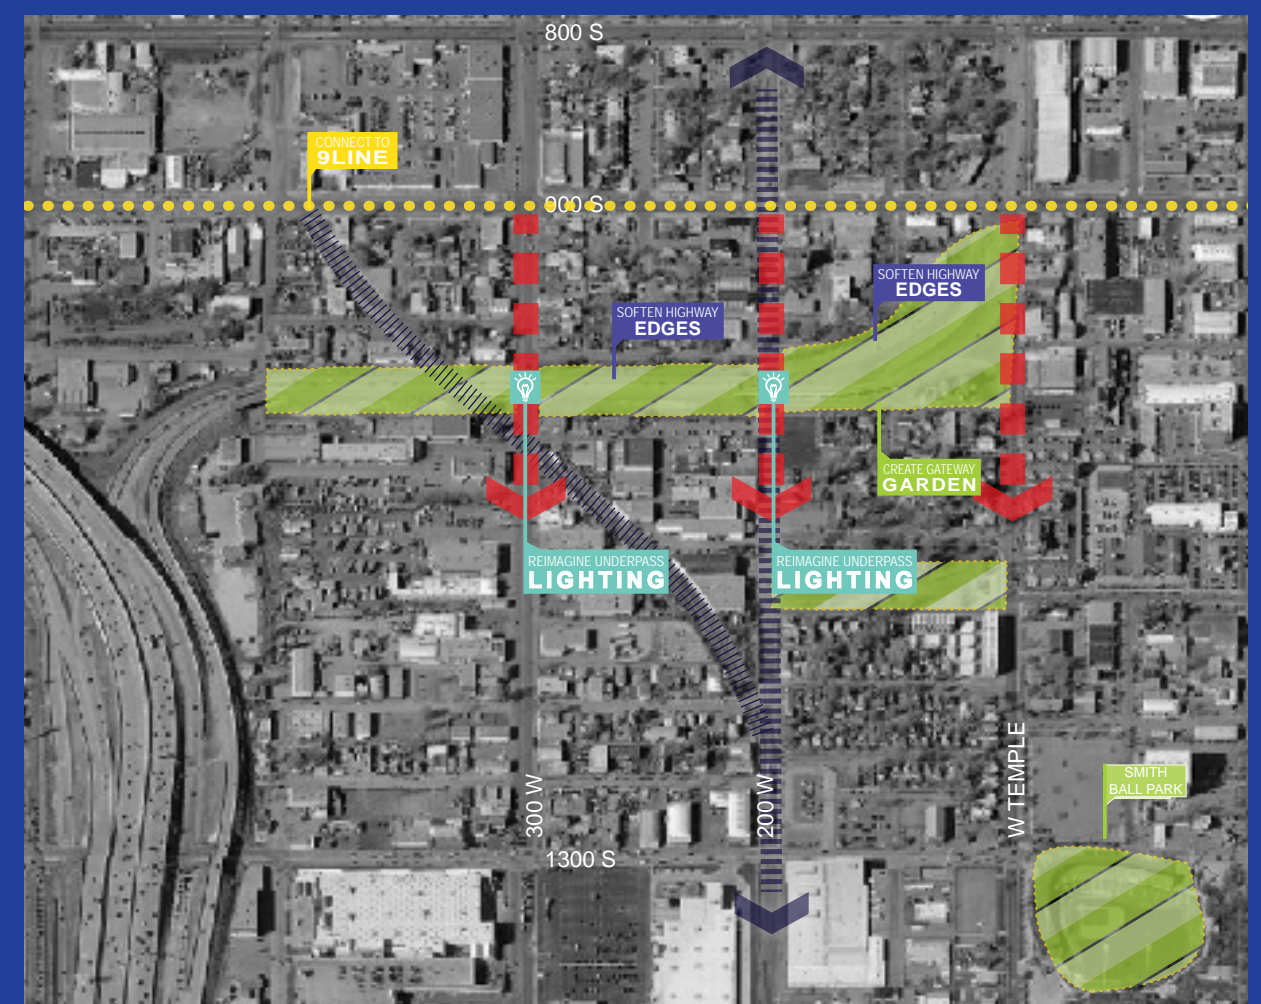 800 S
CONNECT TO
9LINE
900 S
SOFTEN HIGHWAY
EDGES
SOFTEN HIGHWAY
EDGES
CREATE GATEWAY
GARDEN
REIMAGINE UNDERPASS
LIGHTING
REIMAGINE UNDERPASS
LIGHTING
300 W
200 W
W TEMPLE
SMITH
BALL PARK
1300 S